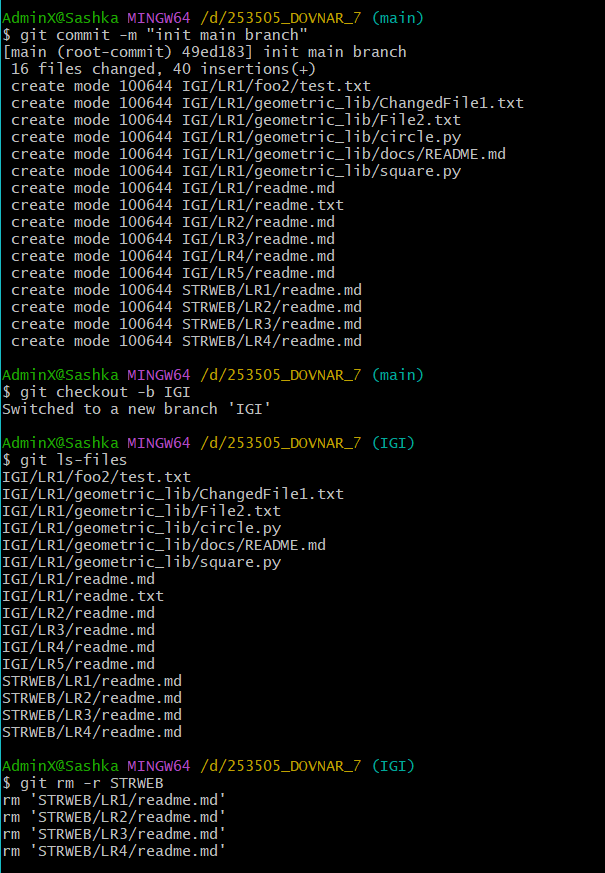 AdminX@Sashka MINGW64 /d/253505_DOVNAR_7 (main)
$ git commit -m "init main branch"
[main (root-commit) 49ed183] init main branch
 16 files changed, 40 insertions(+)
 create mode 100644 IGI/LR1/foo2/test.txt
 create mode 100644 IGI/LR1/geometric_lib/ChangedFile1.txt
 create mode 100644 IGI/LR1/geometric_lib/File2.txt
 create mode 100644 IGI/LR1/geometric_lib/circle.py
 create mode 100644 IGI/LR1/geometric_lib/docs/README.md
 create mode 100644 IGI/LR1/geometric_lib/square.py
 create mode 100644 IGI/LR1/readme.md
 create mode 100644 IGI/LR1/readme.txt
 create mode 100644 IGI/LR2/readme.md
 create mode 100644 IGI/LR3/readme.md
 create mode 100644 IGI/LR4/readme.md
 create mode 100644 IGI/LR5/readme.md
 create mode 100644 STRWEB/LR1/readme.md
 create mode 100644 STRWEB/LR2/readme.md
 create mode 100644 STRWEB/LR3/readme.md
 create mode 100644 STRWEB/LR4/readme.md
AdminX@Sashka MINGW64 /d/253505_DOVNAR_7 (main)
$ git checkout -b IGI
Switched to a new branch 'IGI'
AdminX@Sashka MINGW64 /d/253505_DOVNAR_7 (IGI)
$ git ls-files
IGI/LR1/foo2/test.txt
IGI/LR1/geometric_lib/ChangedFile1.txt
IGI/LR1/geometric_lib/File2.txt
IGI/LR1/geometric_lib/circle.py
IGI/LR1/geometric_lib/docs/README.md
IGI/LR1/geometric_lib/square.py
IGI/LR1/readme.md
IGI/LR1/readme.txt
IGI/LR2/readme.md
IGI/LR3/readme.md
IGI/LR4/readme.md
IGI/LR5/readme.md
STRWEB/LR1/readme.md
STRWEB/LR2/readme.md
STRWEB/LR3/readme.md
STRWEB/LR4/readme.md
AdminX@Sashka MINGW64 /d/253505_DOVNAR_7 (IGI)
$ git rm -r STRWEB
rm 'STRWEB/LR1/readme.md'
rm 'STRWEB/LR2/readme.md'
rm 'STRWEB/LR3/readme.md'
rm 'STRWEB/LR4/readme.md'